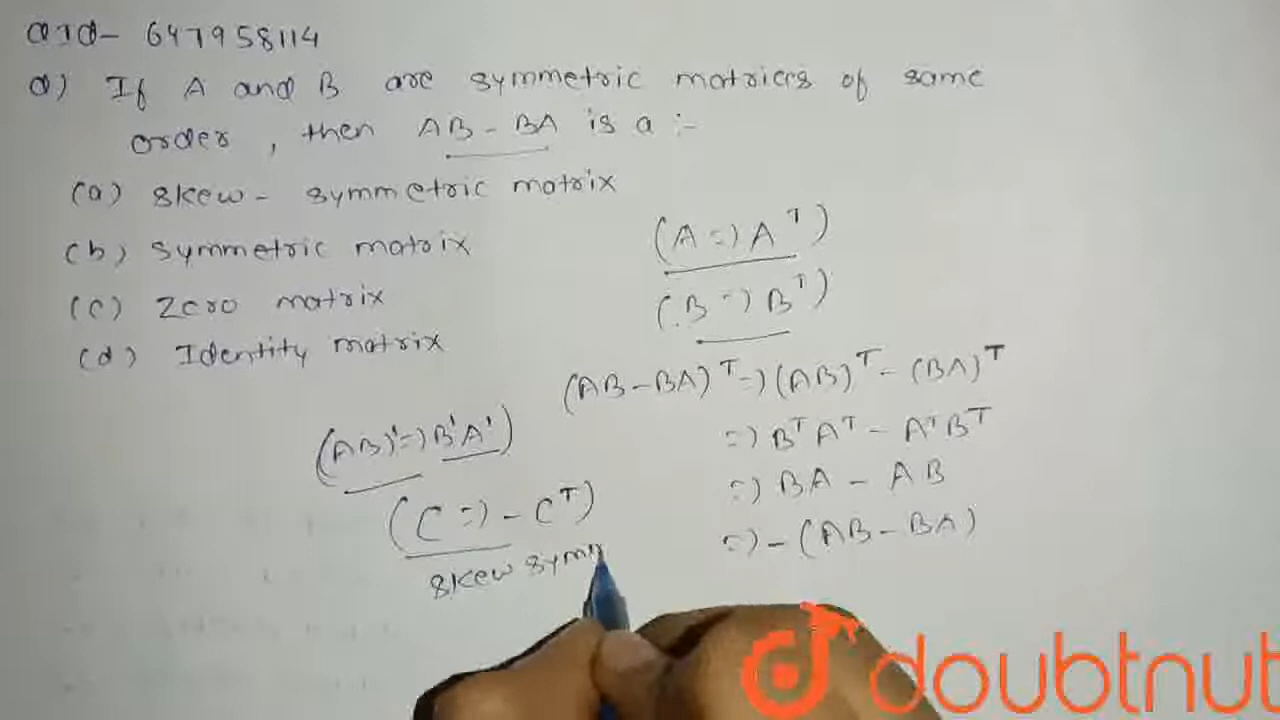 QID- 647958114
Q) If A and B are symmetric matrices of same
order, then AB - BA is a :-
(a) skew - symmetric matrix
(b) symmetric matrix
(c) Zero matrix
(d) Identity matrix
(A => A^T)
(B => B^T)
(AB - BA)^T => (AB)^T - (BA)^T
=> B^T A^T - A^T B^T
=> BA - AB
=> - (AB - BA)
(AB)' => B'A')
(C => - C^T)
skew symm
doubtnut